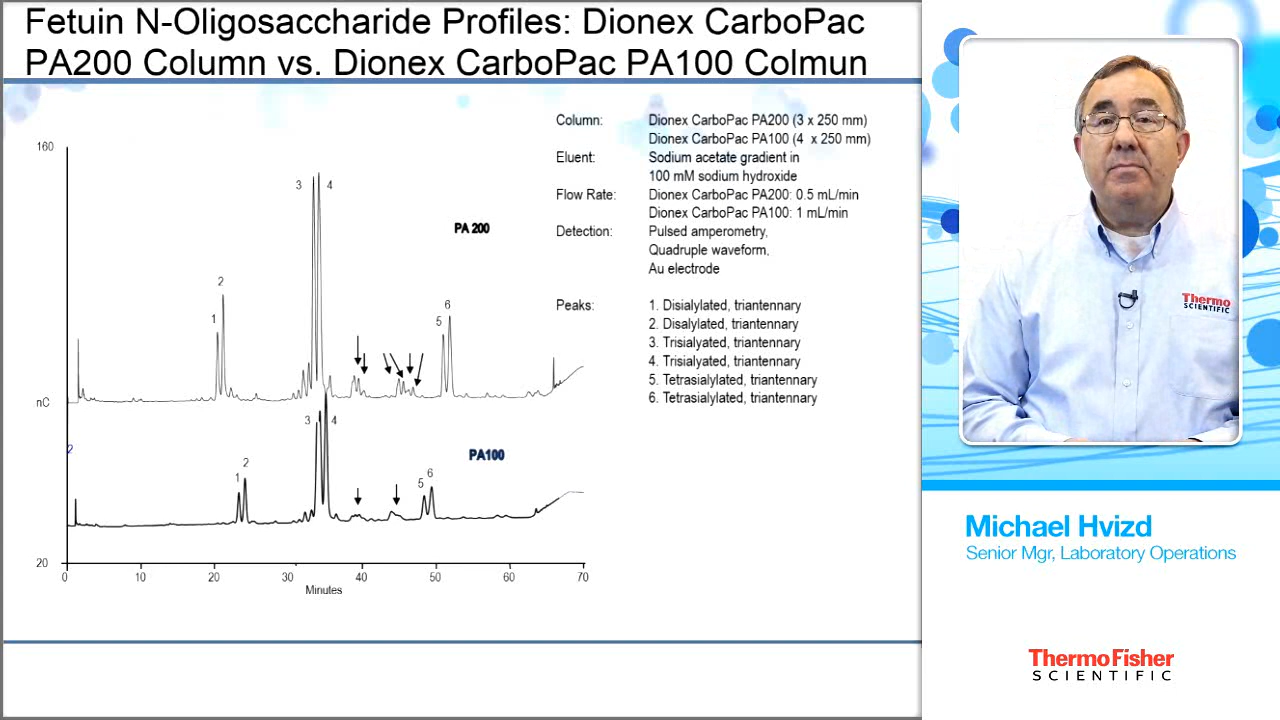 Fetuin N-Oligosaccharide Profiles: Dionex CarboPac
PA200 Column vs. Dionex CarboPac PA100 Colmun
Column: Dionex CarboPac PA200 (3 x 250 mm)
Dionex CarboPac PA100 (4 x 250 mm)
Eluent: Sodium acetate gradient in
100 mM sodium hydroxide
Flow Rate: Dionex CarboPac PA200: 0.5 mL/min
Dionex CarboPac PA100: 1 mL/min
Detection: Pulsed amperometry,
Quadruple waveform,
Au electrode
Peaks: 1. Disialylated, triantennary
2. Disalylated, triantennary
3. Trisialyated, triantennary
4. Trisialyated, triantennary
5. Tetrasialylated, triantennary
6. Tetrasialylated, triantennary
160
3 4
PA 200
2
1
6
5
nC
3 4
2
PA100
2
1
6
5
20
0 10 20 30 40 50 60 70
Minutes
Thermo
SCIENTIFIC
Michael Hvizd
Senior Mgr, Laboratory Operations
ThermoFisher
SCIENTIFIC